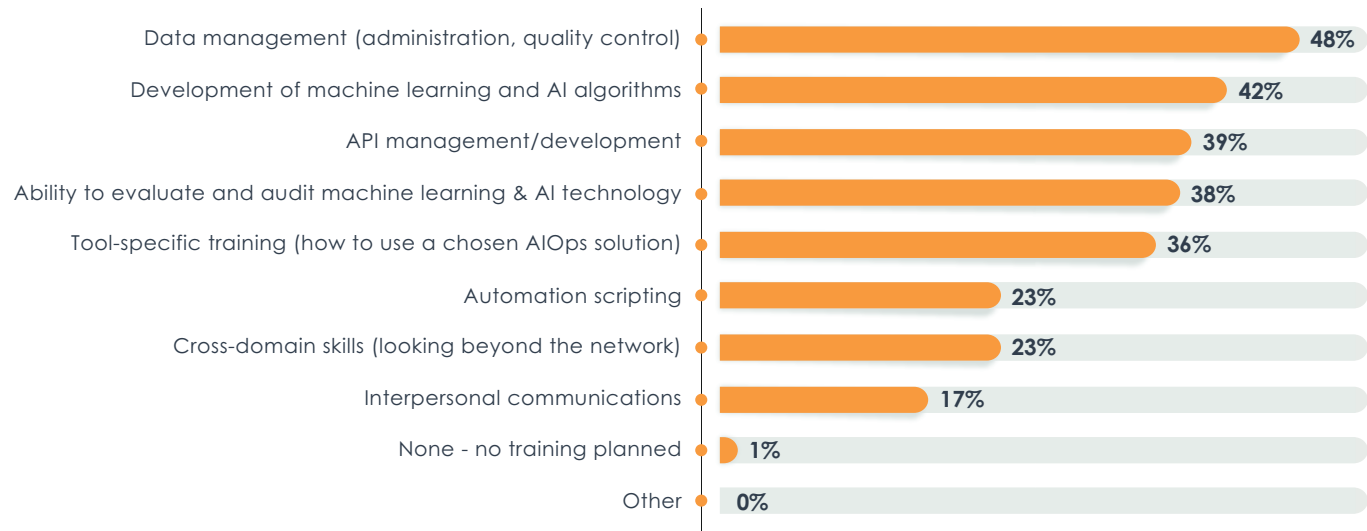 Data management (administration, quality control) 48%
Development of machine learning and AI algorithms 42%
API management/development 39%
Ability to evaluate and audit machine learning & AI technology 38%
Tool-specific training (how to use a chosen AIOps solution) 36%
Automation scripting 23%
Cross-domain skills (looking beyond the network) 23%
Interpersonal communications 17%
None - no training planned 1%
Other 0%